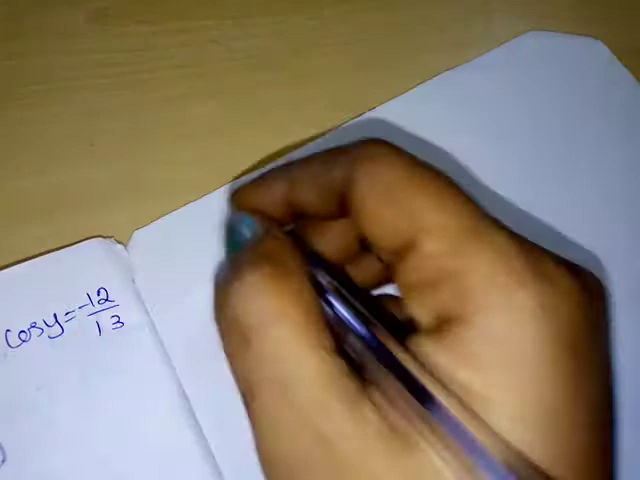 cosy = -12/13
)